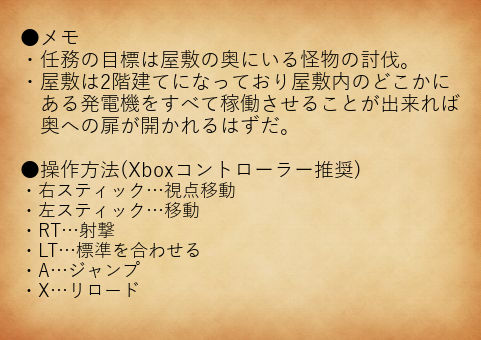 ●メモ
・任務の目標は屋敷の奥にいる怪物の討伐。
・屋敷は2階建てになっており屋敷内のどこかに
ある発電機をすべて稼働させることが出来れば
奥への扉が開かれるはずだ。
●操作方法(Xboxコントローラー推奨)
・右スティック…視点移動
・左スティック…移動
・RT…射撃
・LT…標準を合わせる
・A…ジャンプ
・X…リロード